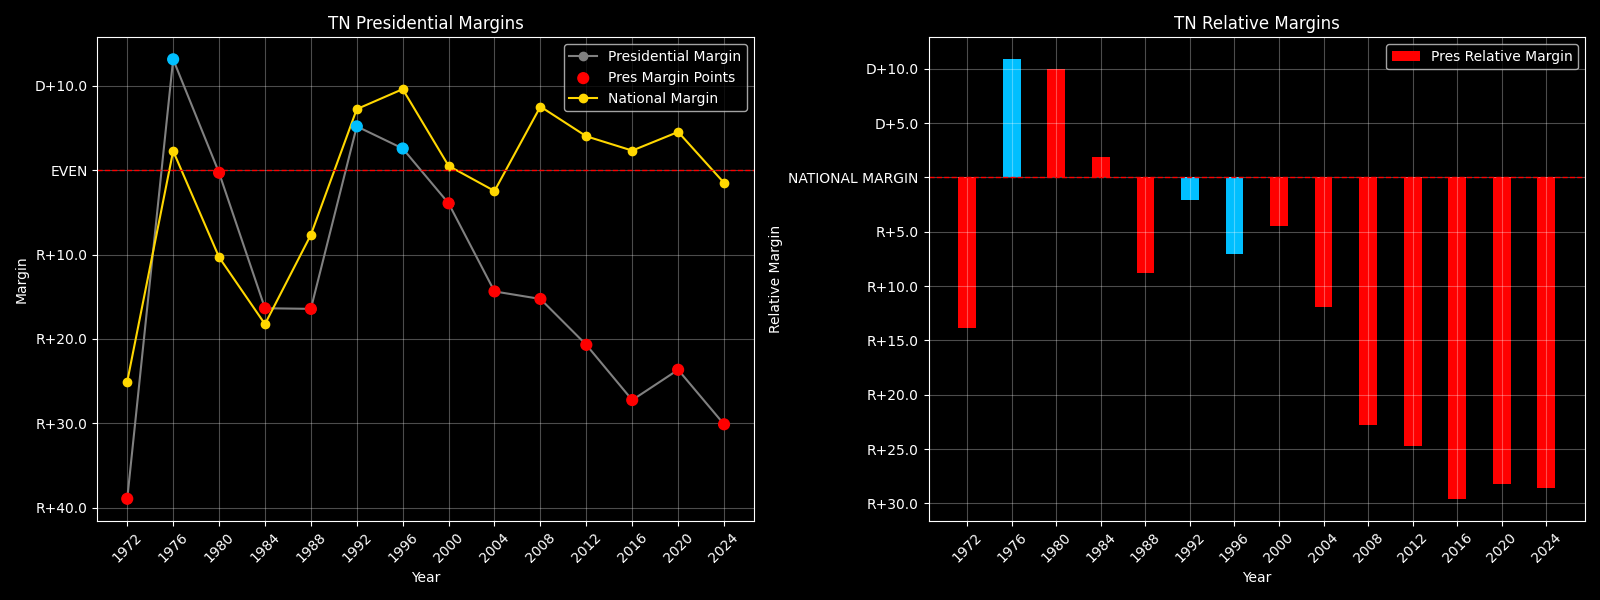 TN Presidential Margins
Presidential Margin
Pres Margin Points
National Margin
D+10.0
EVEN
R+10.0
R+20.0
R+30.0
R+40.0
Margin
1972
1976
1980
1984
1988
1992
1996
2000
2004
2008
2012
2016
2020
2024
Year
TN Relative Margins
Pres Relative Margin
D+10.0
D+5.0
NATIONAL MARGIN
R+5.0
R+10.0
R+15.0
R+20.0
R+25.0
R+30.0
Relative Margin
1972
1976
1980
1984
1988
1992
1996
2000
2004
2008
2012
2016
2020
2024
Year